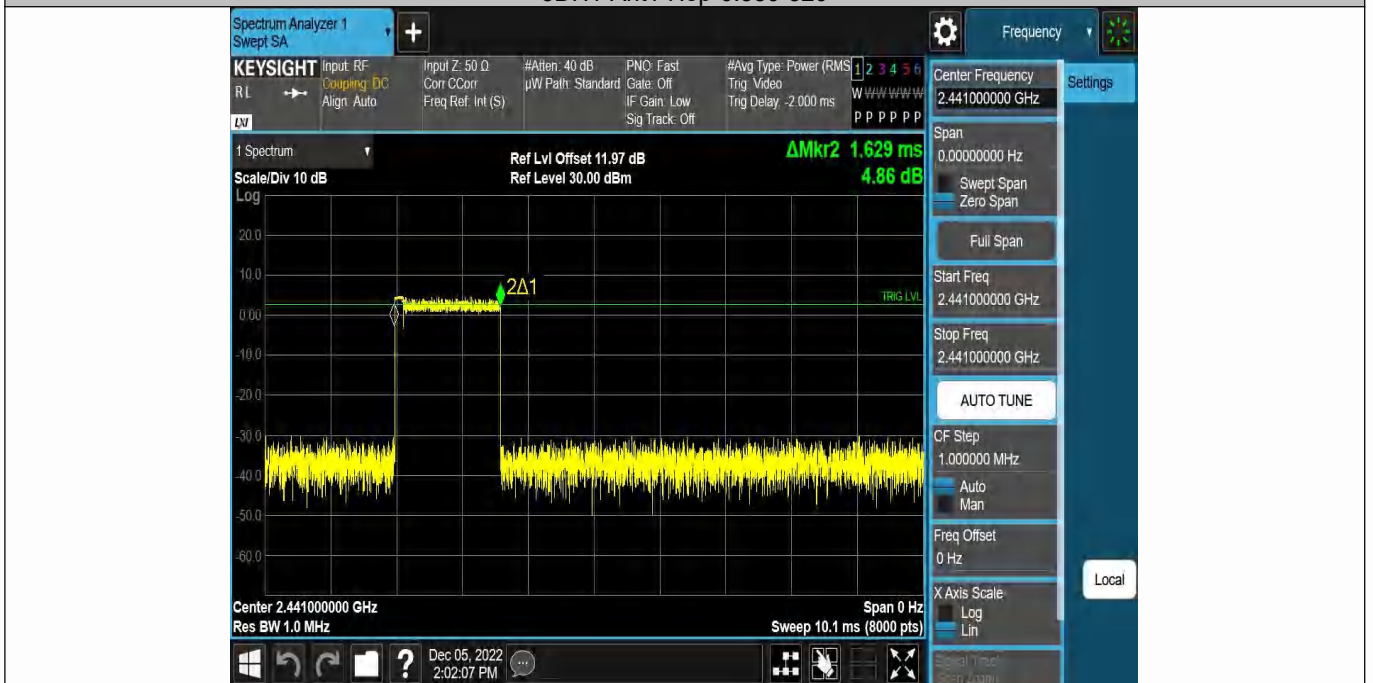 Spectrum Analyzer 1
Swept SA
+
Frequency
KEYSIGHT
RL
LXI
Input: RF
Coupling: DC
Align: Auto
Input Z: 50 Ω
Corr CCorr
Freq Ref: Int (S)
#Atten: 40 dB
µW Path: Standard
PNO: Fast
Gate: Off
IF Gain: Low
Sig Track: Off
#Avg Type: Power (RMS
Trig: Video
Trig Delay: -2.000 ms
1 2 3 4 5 6
W W W W W W
P P P P P P
Center Frequency
2.441000000 GHz
Settings
1 Spectrum
Scale/Div 10 dB
Log
Ref Lvl Offset 11.97 dB
Ref Level 30.00 dBm
ΔMkr2 1.629 ms
4.86 dB
20.0
10.0
0.00
-10.0
-20.0
-30.0
-40.0
-50.0
-60.0
2Δ1
TRIG LVL
Span
0.00000000 Hz
Swept Span
Zero Span
Full Span
Start Freq
2.441000000 GHz
Stop Freq
2.441000000 GHz
AUTO TUNE
CF Step
1.000000 MHz
Auto
Man
Freq Offset
0 Hz
X Axis Scale
Log
Lin
Local
Center 2.441000000 GHz
Res BW 1.0 MHz
Span 0 Hz
Sweep 10.1 ms (8000 pts)
?
Dec 05, 2022
2:02:07 PM